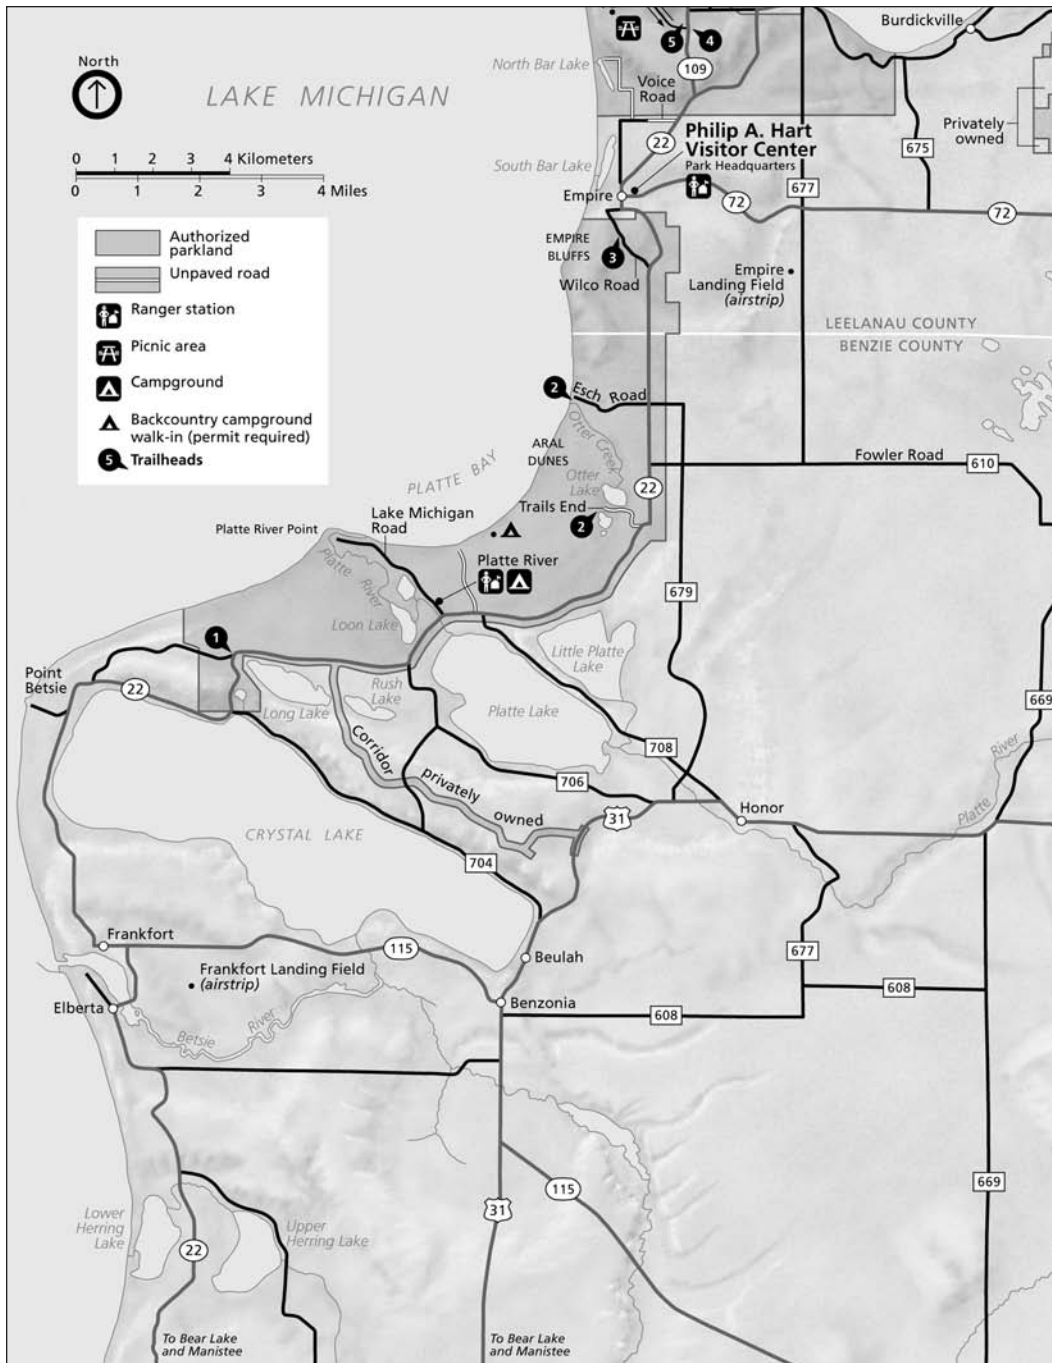 Burdickville
5
4
North
North Bar Lake
109
LAKE MICHIGAN
Voice
Road
Privately
owned
Philip A. Hart
Visitor Center
Park Headquarters
22
675
0 1 2 3 4 Kilometers
0 1 2 3 4 Miles
South Bar Lake
677
Empire
72
72
Authorized
parkland
Unpaved road
Ranger station
Picnic area
Campground
Backcountry campground
walk-in (permit required)
5 Trailheads
EMPIRE
BLUFFS
3
Wilco Road
Empire
Landing Field
(airstrip)
LEELANAU COUNTY
BENZIE COUNTY
2
Esch Road
Otter Creek
ARAL
DUNES
Fowler Road
610
PLATTE BAY
Otter
Lake
22
Trails End
2
Lake Michigan
Road
Platte River Point
Platte River
Platte River
679
Loon Lake
1
Little Platte
Lake
Point
Betsie
22
Rush
Lake
Long Lake
Platte Lake
669
Corridor
privately
owned
708
706
River
Platte
31
Honor
CRYSTAL LAKE
704
Frankfort
115
Beulah
677
Frankfort Landing Field
(airstrip)
608
Elberta
Benzonia
608
Betsie
River
669
115
31
Lower
Herring
Lake
Upper
Herring Lake
22
To Bear Lake
and Manistee
To Bear Lake
and Manistee